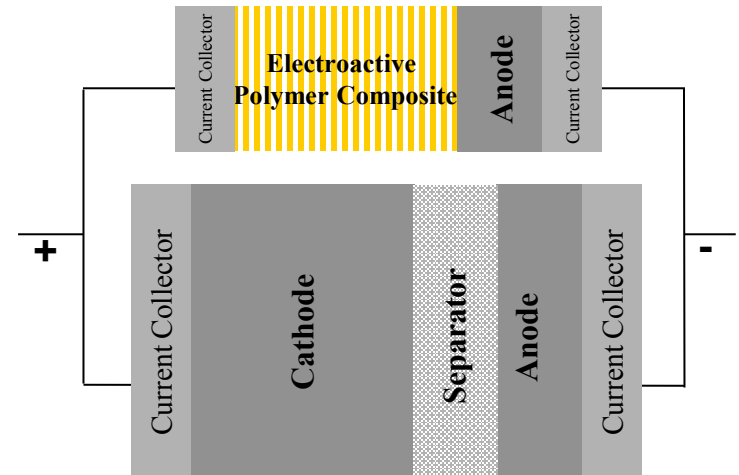 Current Collector
Electroactive
Polymer Composite
Anode
Current Collector
+
-
Current Collector
Cathode
Separator
Anode
Current Collector